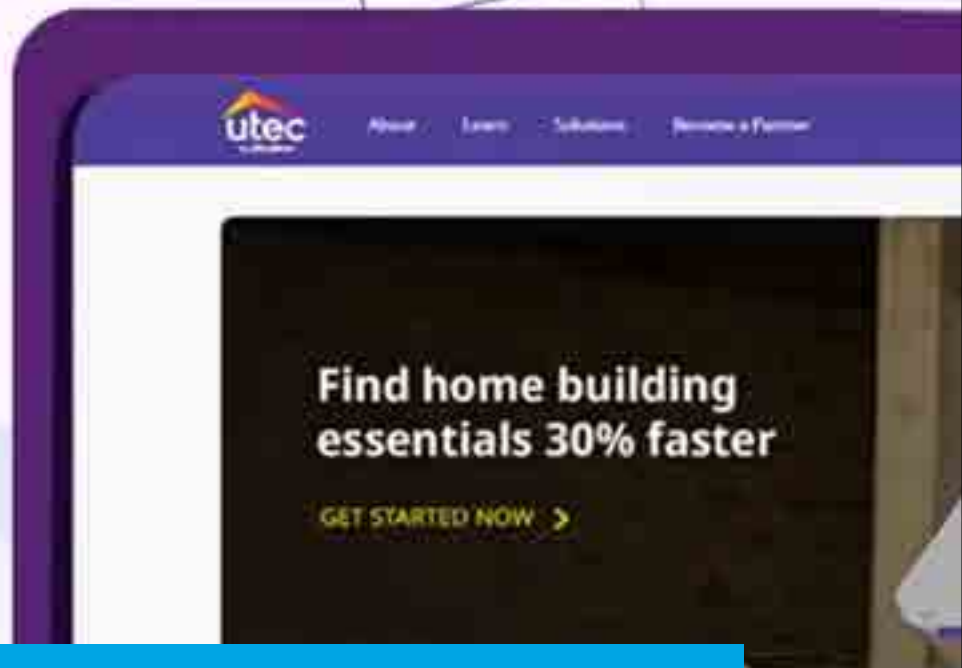 utec
About Learn Solutions Become a Partner
Find home building
essentials 30% faster
GET STARTED NOW